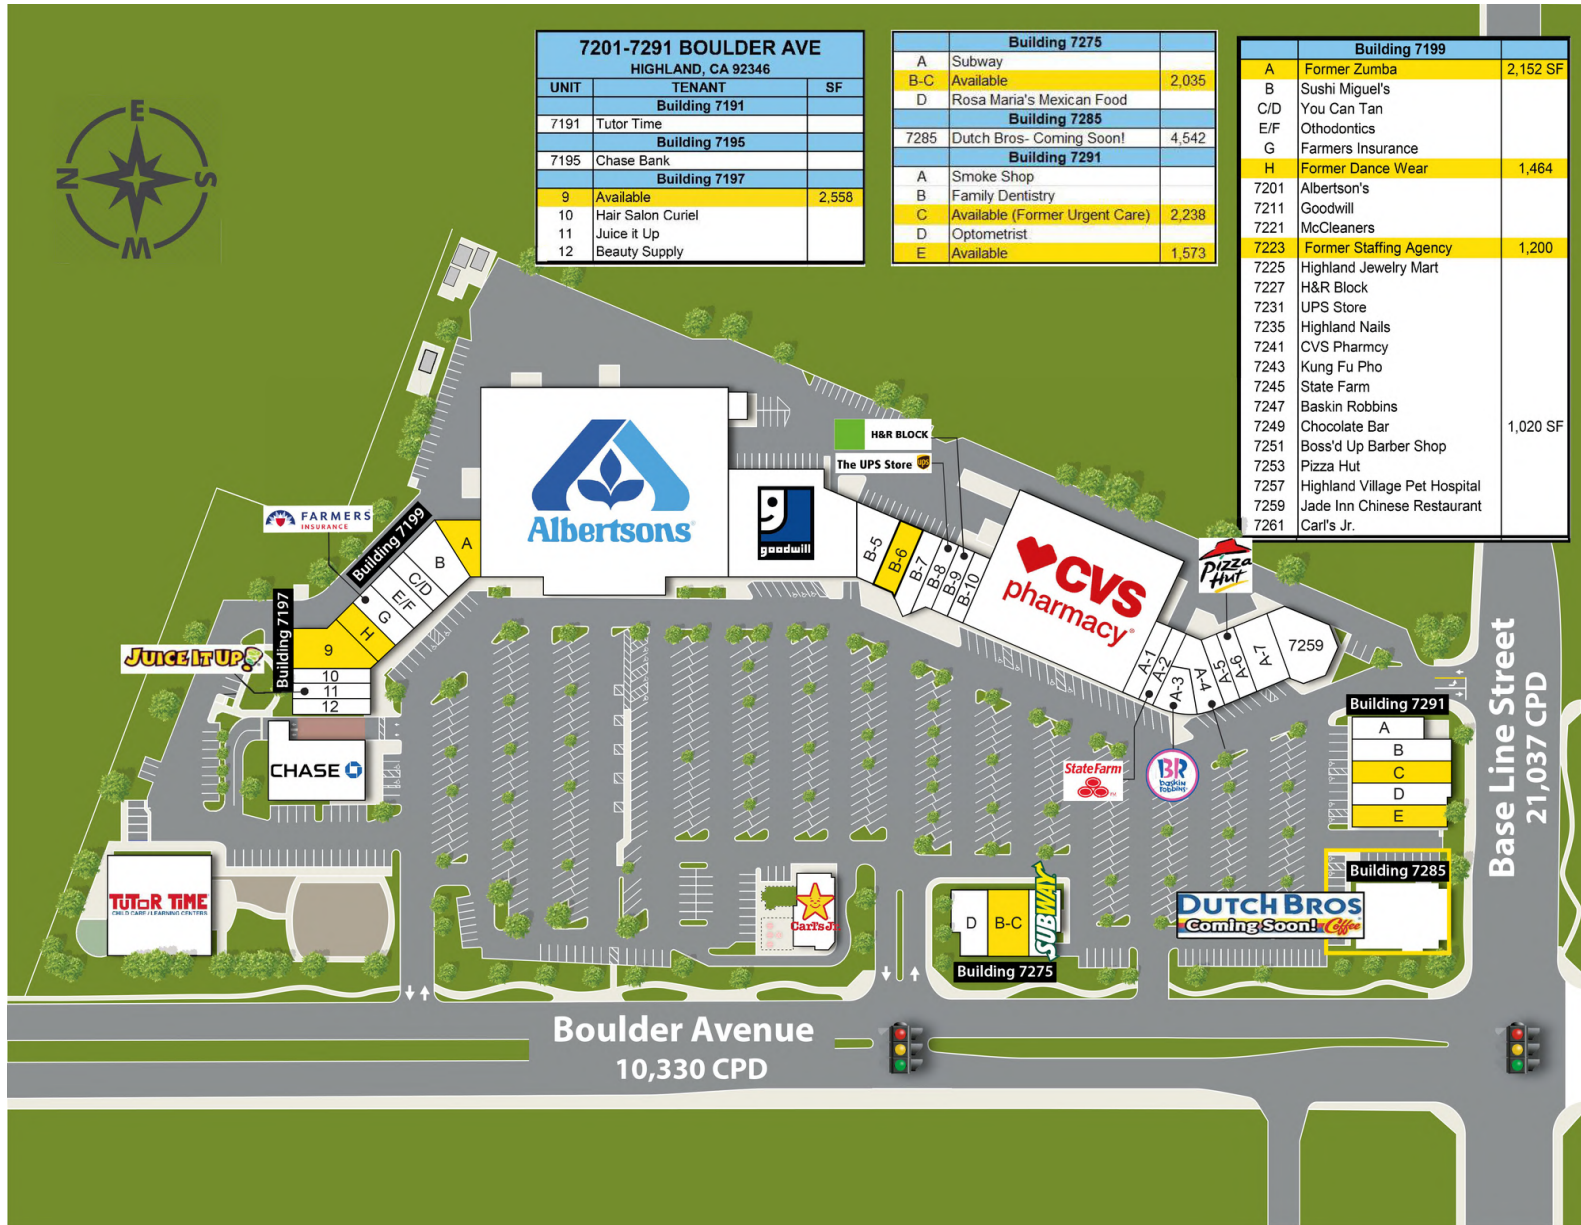 7201-7291 BOULDER AVE
HIGHLAND, CA 92346
UNIT TENANT SF
Building 7191
7191 Tutor Time
Building 7195
7195 Chase Bank
Building 7197
9 Available 2,558
10 Hair Salon Curiel
11 Juice it Up
12 Beauty Supply
Building 7275
A Subway
B-C Available 2,035
D Rosa Maria's Mexican Food
Building 7285
7285 Dutch Bros- Coming Soon! 4,542
Building 7291
A Smoke Shop
B Family Dentistry
C Available (Former Urgent Care) 2,238
D Optometrist
E Available 1,573
Building 7199
A Former Zumba 2,152 SF
B Sushi Miguel's
C/D You Can Tan
E/F Othodontics
G Farmers Insurance
H Former Dance Wear 1,464
7201 Albertson's
7211 Goodwill
7221 McCleaners
7223 Former Staffing Agency 1,200
7225 Highland Jewelry Mart
7227 H&R Block
7231 UPS Store
7235 Highland Nails
7241 CVS Pharmcy
7243 Kung Fu Pho
7245 State Farm
7247 Baskin Robbins
7249 Chocolate Bar 1,020 SF
7251 Boss'd Up Barber Shop
7253 Pizza Hut
7257 Highland Village Pet Hospital
7259 Jade Inn Chinese Restaurant
7261 Carl's Jr.
E
N
S
W
H&R BLOCK
The UPS Store ups
FARMERS
INSURANCE
Building 7199
A
B
C/D
E/F
G
H
Albertsons
goodwill
B-5
B-6
B-7
B-8
B-9
B-10
CVS
pharmacy
Pizza
Hut
A-1
A-2
A-3
A-4
A-5
A-6
A-7
7259
Building 7197
JUICE IT UP!
9
10
11
12
CHASE
TUTOR TIME
CHILD CARE / LEARNING CENTERS
State Farm
BR
baskin
robbins
Building 7291
A
B
C
D
E
Building 7285
DUTCH BROS
Coming Soon! Coffee
Carl's Jr.
D
B-C
SUBWAY
Building 7275
Base Line Street
21,037 CPD
Boulder Avenue
10,330 CPD